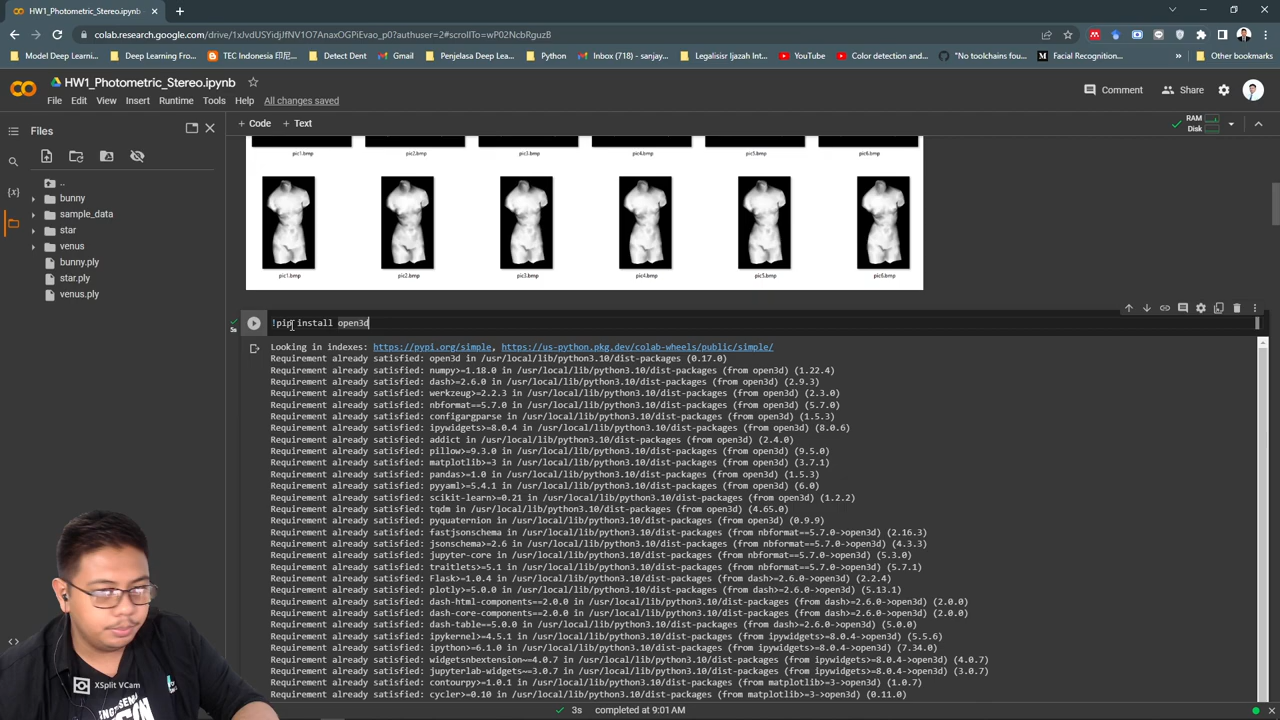 HW1_Photometric_Stereo.ipynb
colab.research.google.com/drive/1xJvdUSYidjJfNV1O7AnaxOGPiEvao_p0?authuser=2#scrollTo=wP02NcbRguzB
Model Deep Learni...
Deep Learning Fro...
TEC Indonesia 印...
Detect Dent
Gmail
Penjelasa Deep Le...
Python
Inbox (718) - sanjay...
Legalisir Ijazah Int...
YouTube
Color detection an...
"No toolchains fou...
Facial Recognition...
Other bookmarks
HW1_Photometric_Stereo.ipynb
File Edit View Insert Runtime Tools Help All changes saved
Comment
Share
Files
+ Code + Text
RAM
Disk
..
bunny
sample_data
star
venus
bunny.ply
star.ply
venus.ply
pic1.bmp pic2.bmp pic3.bmp pic4.bmp pic5.bmp pic6.bmp
pic1.bmp pic2.bmp pic3.bmp pic4.bmp pic5.bmp pic6.bmp
5s
!pip install open3d
Looking in indexes: https://pypi.org/simple, https://us-python.pkg.dev/colab-wheels/public/simple/
Requirement already satisfied: open3d in /usr/local/lib/python3.10/dist-packages (0.17.0)
Requirement already satisfied: numpy>=1.18.0 in /usr/local/lib/python3.10/dist-packages (from open3d) (1.22.4)
Requirement already satisfied: dash>=2.6.0 in /usr/local/lib/python3.10/dist-packages (from open3d) (2.9.3)
Requirement already satisfied: werkzeug>=2.2.3 in /usr/local/lib/python3.10/dist-packages (from open3d) (2.3.0)
Requirement already satisfied: nbformat==5.7.0 in /usr/local/lib/python3.10/dist-packages (from open3d) (5.7.0)
Requirement already satisfied: configargparse in /usr/local/lib/python3.10/dist-packages (from open3d) (1.5.3)
Requirement already satisfied: ipywidgets>=8.0.4 in /usr/local/lib/python3.10/dist-packages (from open3d) (8.0.6)
Requirement already satisfied: addict in /usr/local/lib/python3.10/dist-packages (from open3d) (2.4.0)
Requirement already satisfied: pillow>=9.3.0 in /usr/local/lib/python3.10/dist-packages (from open3d) (9.5.0)
Requirement already satisfied: matplotlib>=3 in /usr/local/lib/python3.10/dist-packages (from open3d) (3.7.1)
Requirement already satisfied: pandas>=1.0 in /usr/local/lib/python3.10/dist-packages (from open3d) (1.5.3)
Requirement already satisfied: pyyaml>=5.4.1 in /usr/local/lib/python3.10/dist-packages (from open3d) (6.0)
Requirement already satisfied: scikit-learn>=0.21 in /usr/local/lib/python3.10/dist-packages (from open3d) (1.2.2)
Requirement already satisfied: tqdm in /usr/local/lib/python3.10/dist-packages (from open3d) (4.65.0)
Requirement already satisfied: pyquaternion in /usr/local/lib/python3.10/dist-packages (from open3d) (0.9.9)
Requirement already satisfied: fastjsonschema in /usr/local/lib/python3.10/dist-packages (from nbformat==5.7.0->open3d) (2.16.3)
Requirement already satisfied: jsonschema>=2.6 in /usr/local/lib/python3.10/dist-packages (from nbformat==5.7.0->open3d) (4.3.3)
Requirement already satisfied: jupyter-core in /usr/local/lib/python3.10/dist-packages (from nbformat==5.7.0->open3d) (5.3.0)
Requirement already satisfied: traitlets>=5.1 in /usr/local/lib/python3.10/dist-packages (from nbformat==5.7.0->open3d) (5.7.1)
Requirement already satisfied: Flask>=1.0.4 in /usr/local/lib/python3.10/dist-packages (from dash>=2.6.0->open3d) (2.2.4)
Requirement already satisfied: plotly>=5.0.0 in /usr/local/lib/python3.10/dist-packages (from dash>=2.6.0->open3d) (5.13.1)
Requirement already satisfied: dash-html-components==2.0.0 in /usr/local/lib/python3.10/dist-packages (from dash>=2.6.0->open3d) (2.0.0)
Requirement already satisfied: dash-core-components==2.0.0 in /usr/local/lib/python3.10/dist-packages (from dash>=2.6.0->open3d) (2.0.0)
Requirement already satisfied: dash-table==5.0.0 in /usr/local/lib/python3.10/dist-packages (from dash>=2.6.0->open3d) (5.0.0)
Requirement already satisfied: ipykernel>=4.5.1 in /usr/local/lib/python3.10/dist-packages (from ipywidgets>=8.0.4->open3d) (5.5.6)
Requirement already satisfied: ipython>=6.1.0 in /usr/local/lib/python3.10/dist-packages (from ipywidgets>=8.0.4->open3d) (7.34.0)
Requirement already satisfied: widgetsnbextension~=4.0.7 in /usr/local/lib/python3.10/dist-packages (from ipywidgets>=8.0.4->open3d) (4.0.7)
Requirement already satisfied: jupyterlab-widgets~=3.0.7 in /usr/local/lib/python3.10/dist-packages (from ipywidgets>=8.0.4->open3d) (3.0.7)
Requirement already satisfied: contourpy>=1.0.1 in /usr/local/lib/python3.10/dist-packages (from matplotlib>=3->open3d) (1.0.7)
Requirement already satisfied: cycler>=0.10 in /usr/local/lib/python3.10/dist-packages (from matplotlib>=3->open3d) (0.11.0)
XSplit VCam
3s completed at 9:01AM